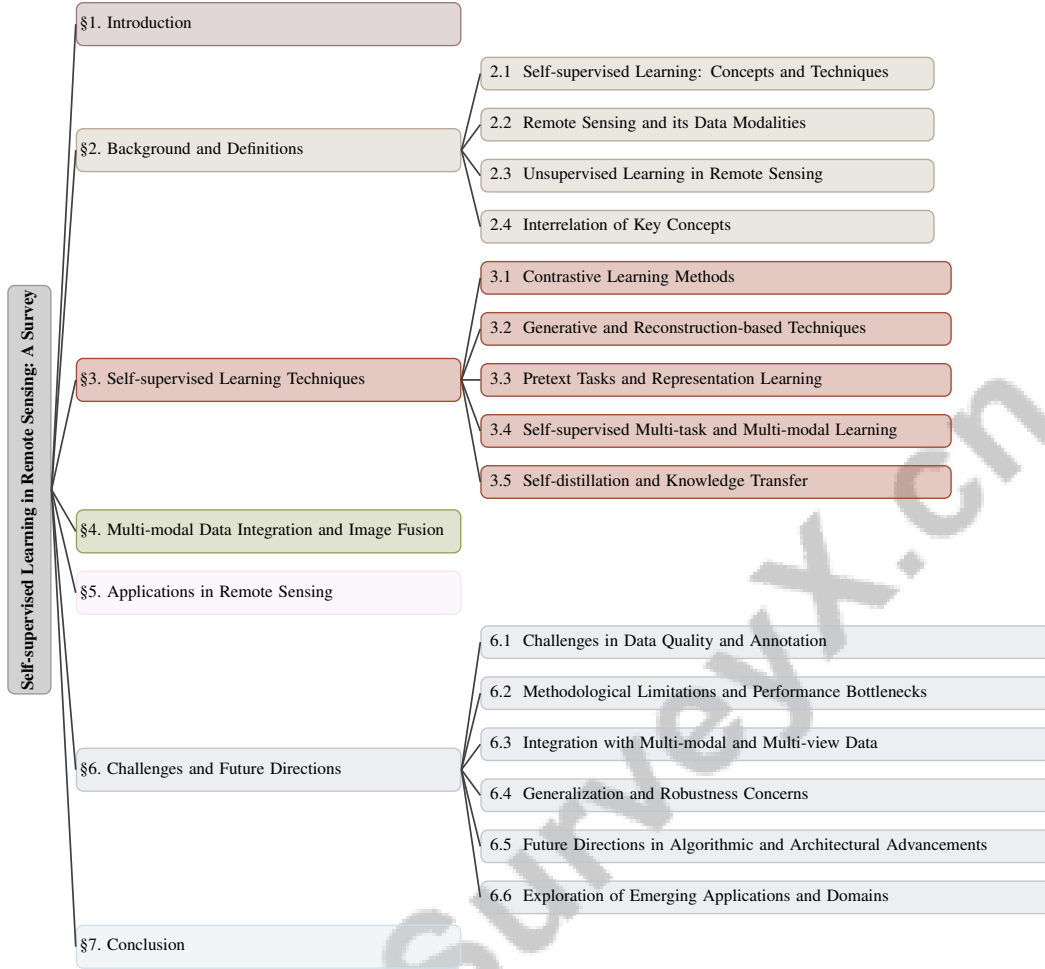 Self-supervised Learning in Remote Sensing: A Survey
§1. Introduction
§2. Background and Definitions
2.1 Self-supervised Learning: Concepts and Techniques
2.2 Remote Sensing and its Data Modalities
2.3 Unsupervised Learning in Remote Sensing
2.4 Interrelation of Key Concepts
§3. Self-supervised Learning Techniques
3.1 Contrastive Learning Methods
3.2 Generative and Reconstruction-based Techniques
3.3 Pretext Tasks and Representation Learning
3.4 Self-supervised Multi-task and Multi-modal Learning
3.5 Self-distillation and Knowledge Transfer
§4. Multi-modal Data Integration and Image Fusion
§5. Applications in Remote Sensing
§6. Challenges and Future Directions
6.1 Challenges in Data Quality and Annotation
6.2 Methodological Limitations and Performance Bottlenecks
6.3 Integration with Multi-modal and Multi-view Data
6.4 Generalization and Robustness Concerns
6.5 Future Directions in Algorithmic and Architectural Advancements
6.6 Exploration of Emerging Applications and Domains
§7. Conclusion
Surveyx.cn